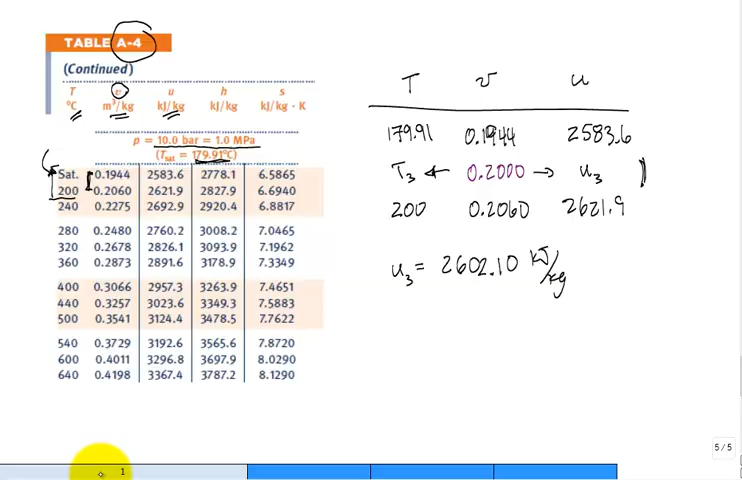 TABLE A-4
(Continued)
T v u h s
°C m³/kg kJ/kg kJ/kg kJ/kg · K
p = 10.0 bar = 1.0 MPa
(Tsat = 179.91°C)
Sat. 0.1944 2583.6 2778.1 6.5865
200 0.2060 2621.9 2827.9 6.6940
240 0.2275 2692.9 2920.4 6.8817
280 0.2480 2760.2 3008.2 7.0465
320 0.2678 2826.1 3093.9 7.1962
360 0.2873 2891.6 3178.9 7.3349
400 0.3066 2957.3 3263.9 7.4651
440 0.3257 3023.6 3349.3 7.5883
500 0.3541 3124.4 3478.5 7.7622
540 0.3729 3192.6 3565.6 7.8720
600 0.4011 3296.8 3697.9 8.0290
640 0.4198 3367.4 3787.2 8.1290
T v u
179.91 0.1944 2583.6
T₃ ← 0.2000 → u₃
200 0.2060 2621.9
u₃ = 2602.10 kJ/kg
5 / 5
1